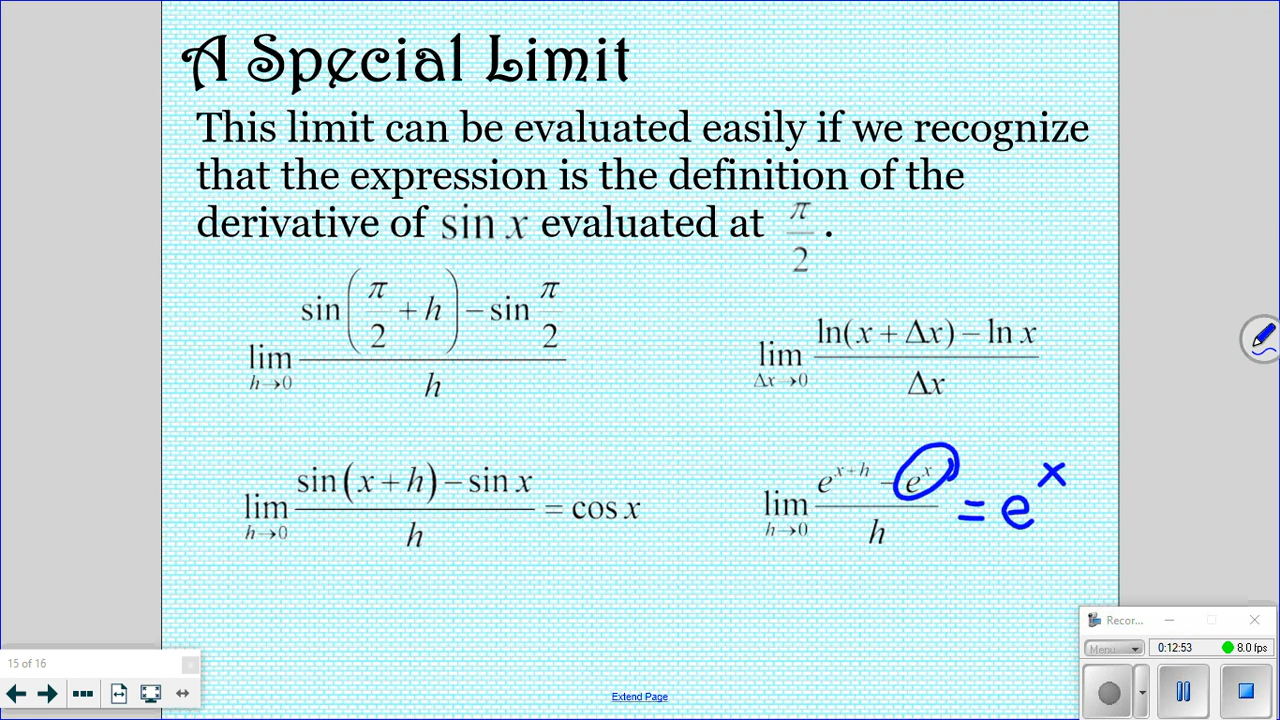 A Special Limit
This limit can be evaluated easily if we recognize
that the expression is the definition of the
derivative of sin x evaluated at π/2 .
lim h→0 (sin(π/2 + h) − sin π/2)/h
lim Δx→0 (ln(x + Δx) − ln x)/Δx
lim h→0 (sin(x + h) − sin x)/h = cos x
lim h→0 (e^(x+h) − e^x)/h = e^x
Recor...
Menu
0:12:53
8.0 fps
15 of 16
Extend Page